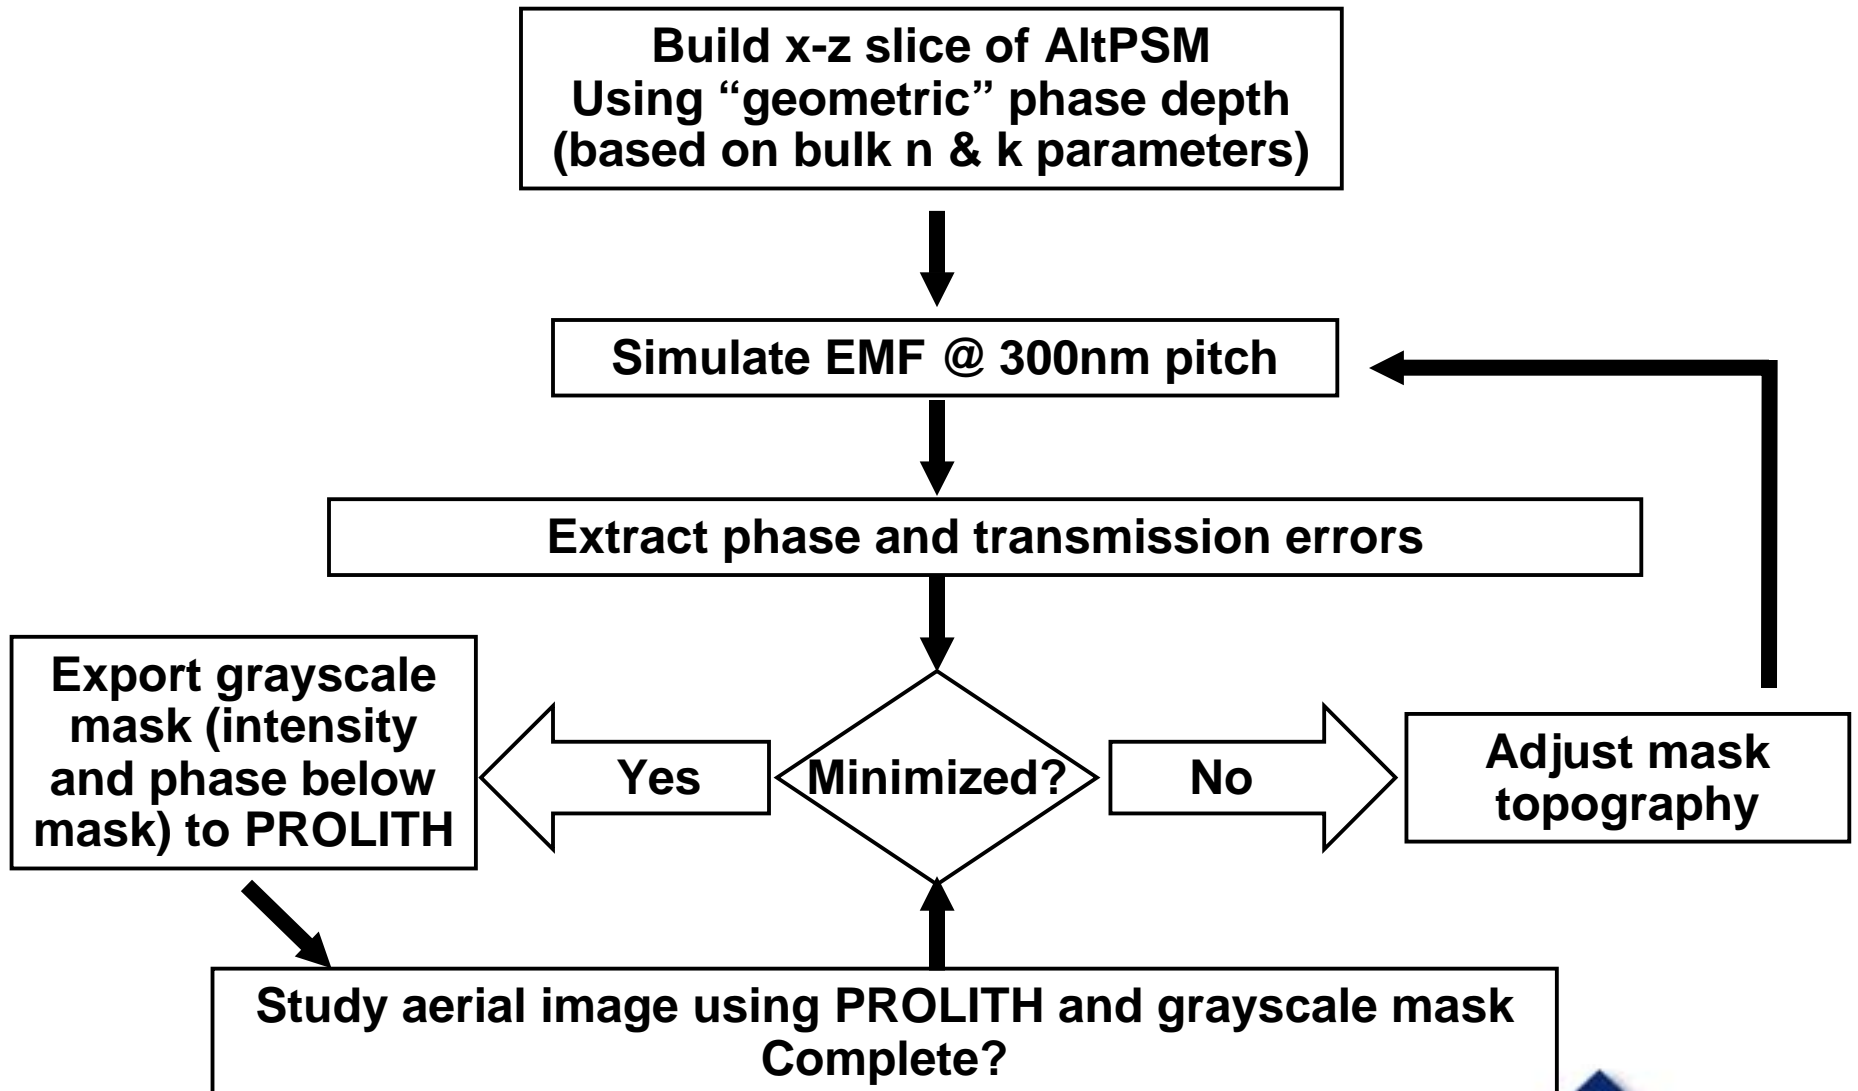 Build x-z slice of AltPSM
Using “geometric” phase depth
(based on bulk n & k parameters)
Simulate EMF @ 300nm pitch
Extract phase and transmission errors
Export grayscale
mask (intensity
and phase below
mask) to PROLITH
Yes
Minimized?
No
Adjust mask
topography
Study aerial image using PROLITH and grayscale mask
Complete?